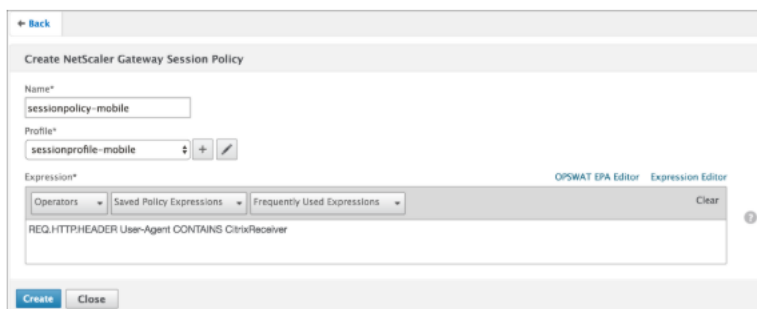 ← Back
Create NetScaler Gateway Session Policy
Name*
sessionpolicy-mobile
Profile*
sessionprofile-mobile
Expression*
OPSWAT EPA Editor Expression Editor
Operators Saved Policy Expressions Frequently Used Expressions Clear
REQ.HTTP.HEADER User-Agent CONTAINS CitrixReceiver
?
Create Close